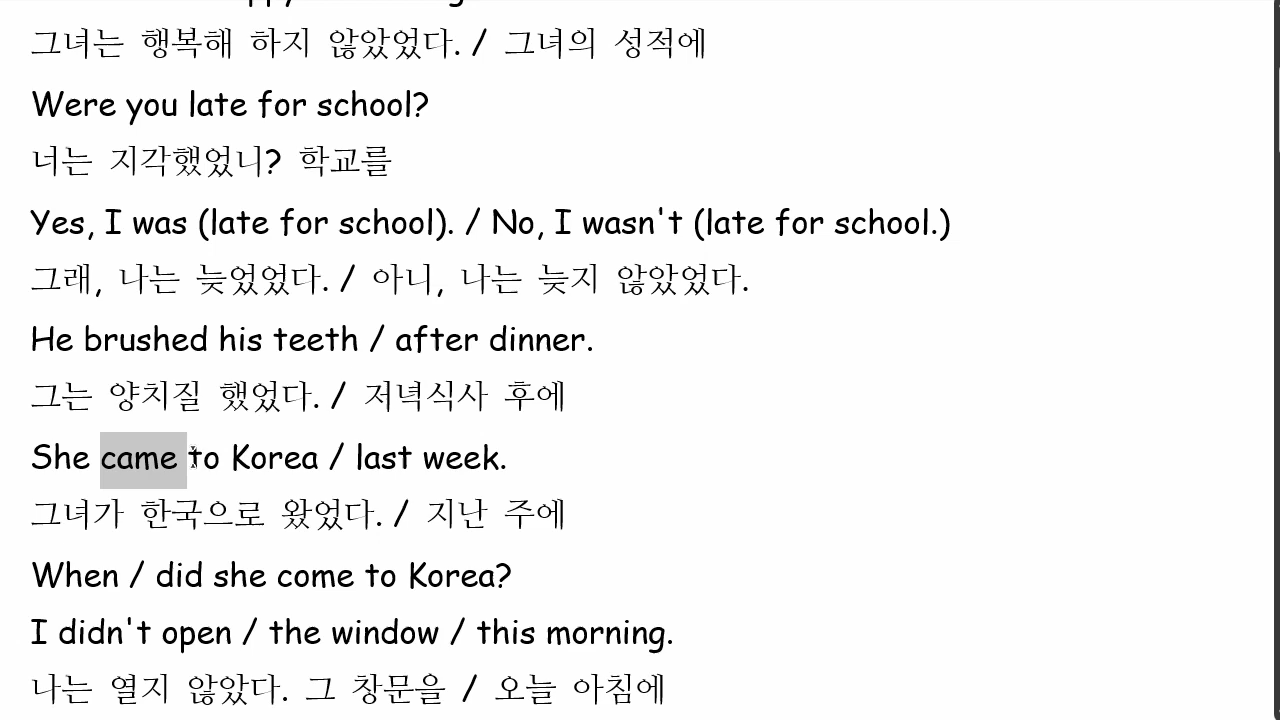 그녀는 행복해 하지 않았었다. / 그녀의 성적에
Were you late for school?
너는 지각했었니? 학교를
Yes, I was (late for school). / No, I wasn't (late for school.)
그래, 나는 늦었었다. / 아니, 나는 늦지 않았었다.
He brushed his teeth / after dinner.
그는 양치질 했었다. / 저녁식사 후에
She came to Korea / last week.
그녀가 한국으로 왔었다. / 지난 주에
When / did she come to Korea?
I didn't open / the window / this morning.
나는 열지 않았다. 그 창문을 / 오늘 아침에